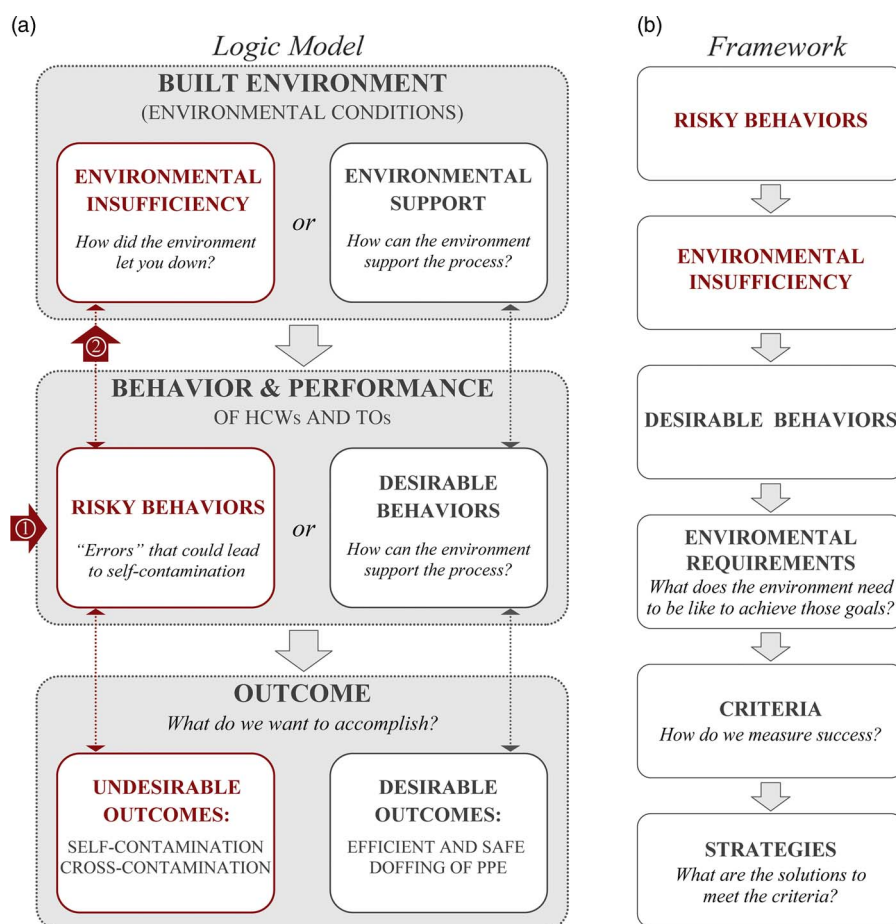 (a)
Logic Model
BUILT ENVIRONMENT
(ENVIRONMENTAL CONDITIONS)
ENVIRONMENTAL
INSUFFICIENCY
How did the environment
let you down?
or
ENVIRONMENTAL
SUPPORT
How can the environment
support the process?
②
BEHAVIOR & PERFORMANCE
OF HCWs AND TOs
①
RISKY BEHAVIORS
“Errors” that could lead
to self-contamination
or
DESIRABLE
BEHAVIORS
How can the environment
support the process?
OUTCOME
What do we want to accomplish?
UNDESIRABLE
OUTCOMES:
SELF-CONTAMINATION
CROSS-CONTAMINATION
DESIRABLE
OUTCOMES:
EFFICIENT AND SAFE
DOFFING OF PPE
(b)
Framework
RISKY BEHAVIORS
ENVIRONMENTAL
INSUFFICIENCY
DESIRABLE BEHAVIORS
ENVIROMENTAL
REQUIREMENTS
What does the environment need
to be like to achieve those goals?
CRITERIA
How do we measure success?
STRATEGIES
What are the solutions to
meet the criteria?